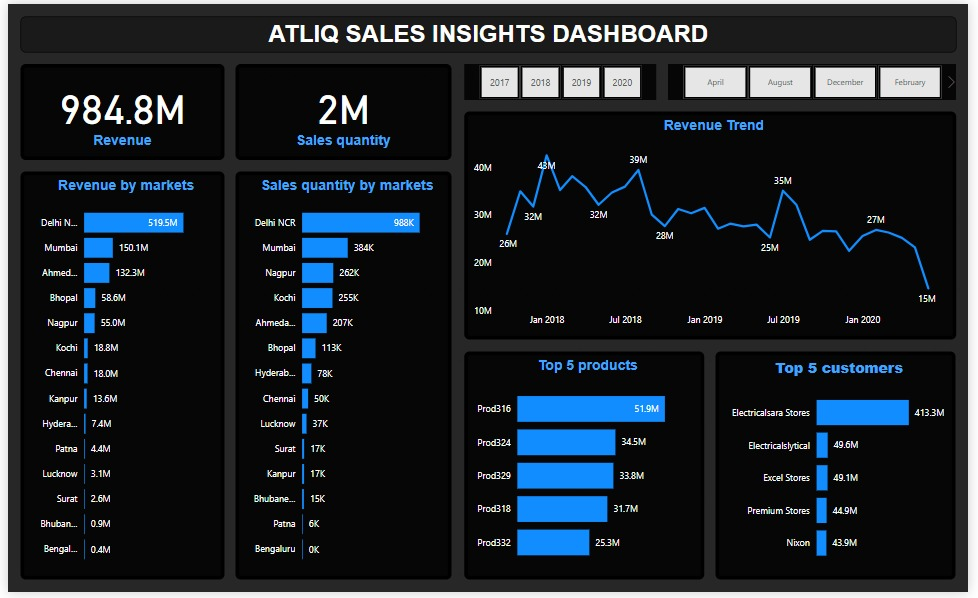 ATLIQ SALES INSIGHTS DASHBOARD
984.8M
Revenue
2M
Sales quantity
2017 2018 2019 2020
April August December February
Revenue by markets
Delhi N... 519.5M
Mumbai 150.1M
Ahmed... 132.3M
Bhopal 58.6M
Nagpur 55.0M
Kochi 18.8M
Chennai 18.0M
Kanpur 13.6M
Hydera... 7.4M
Patna 4.4M
Lucknow 3.1M
Surat 2.6M
Bhuban... 0.9M
Bengal... 0.4M
Sales quantity by markets
Delhi NCR 988K
Mumbai 384K
Nagpur 262K
Kochi 255K
Ahmeda... 207K
Bhopal 113K
Hyderab... 78K
Chennai 50K
Lucknow 37K
Surat 17K
Kanpur 17K
Bhubane... 15K
Patna 6K
Bengaluru 0K
Revenue Trend
40M
30M
20M
10M
26M 32M 43M 32M 39M 28M 25M 35M 27M 15M
Jan 2018 Jul 2018 Jan 2019 Jul 2019 Jan 2020
Top 5 products
Prod316 51.9M
Prod324 34.5M
Prod329 33.8M
Prod318 31.7M
Prod332 25.3M
Top 5 customers
Electricalsara Stores 413.3M
Electricalslytical 49.6M
Excel Stores 49.1M
Premium Stores 44.9M
Nixon 43.9M